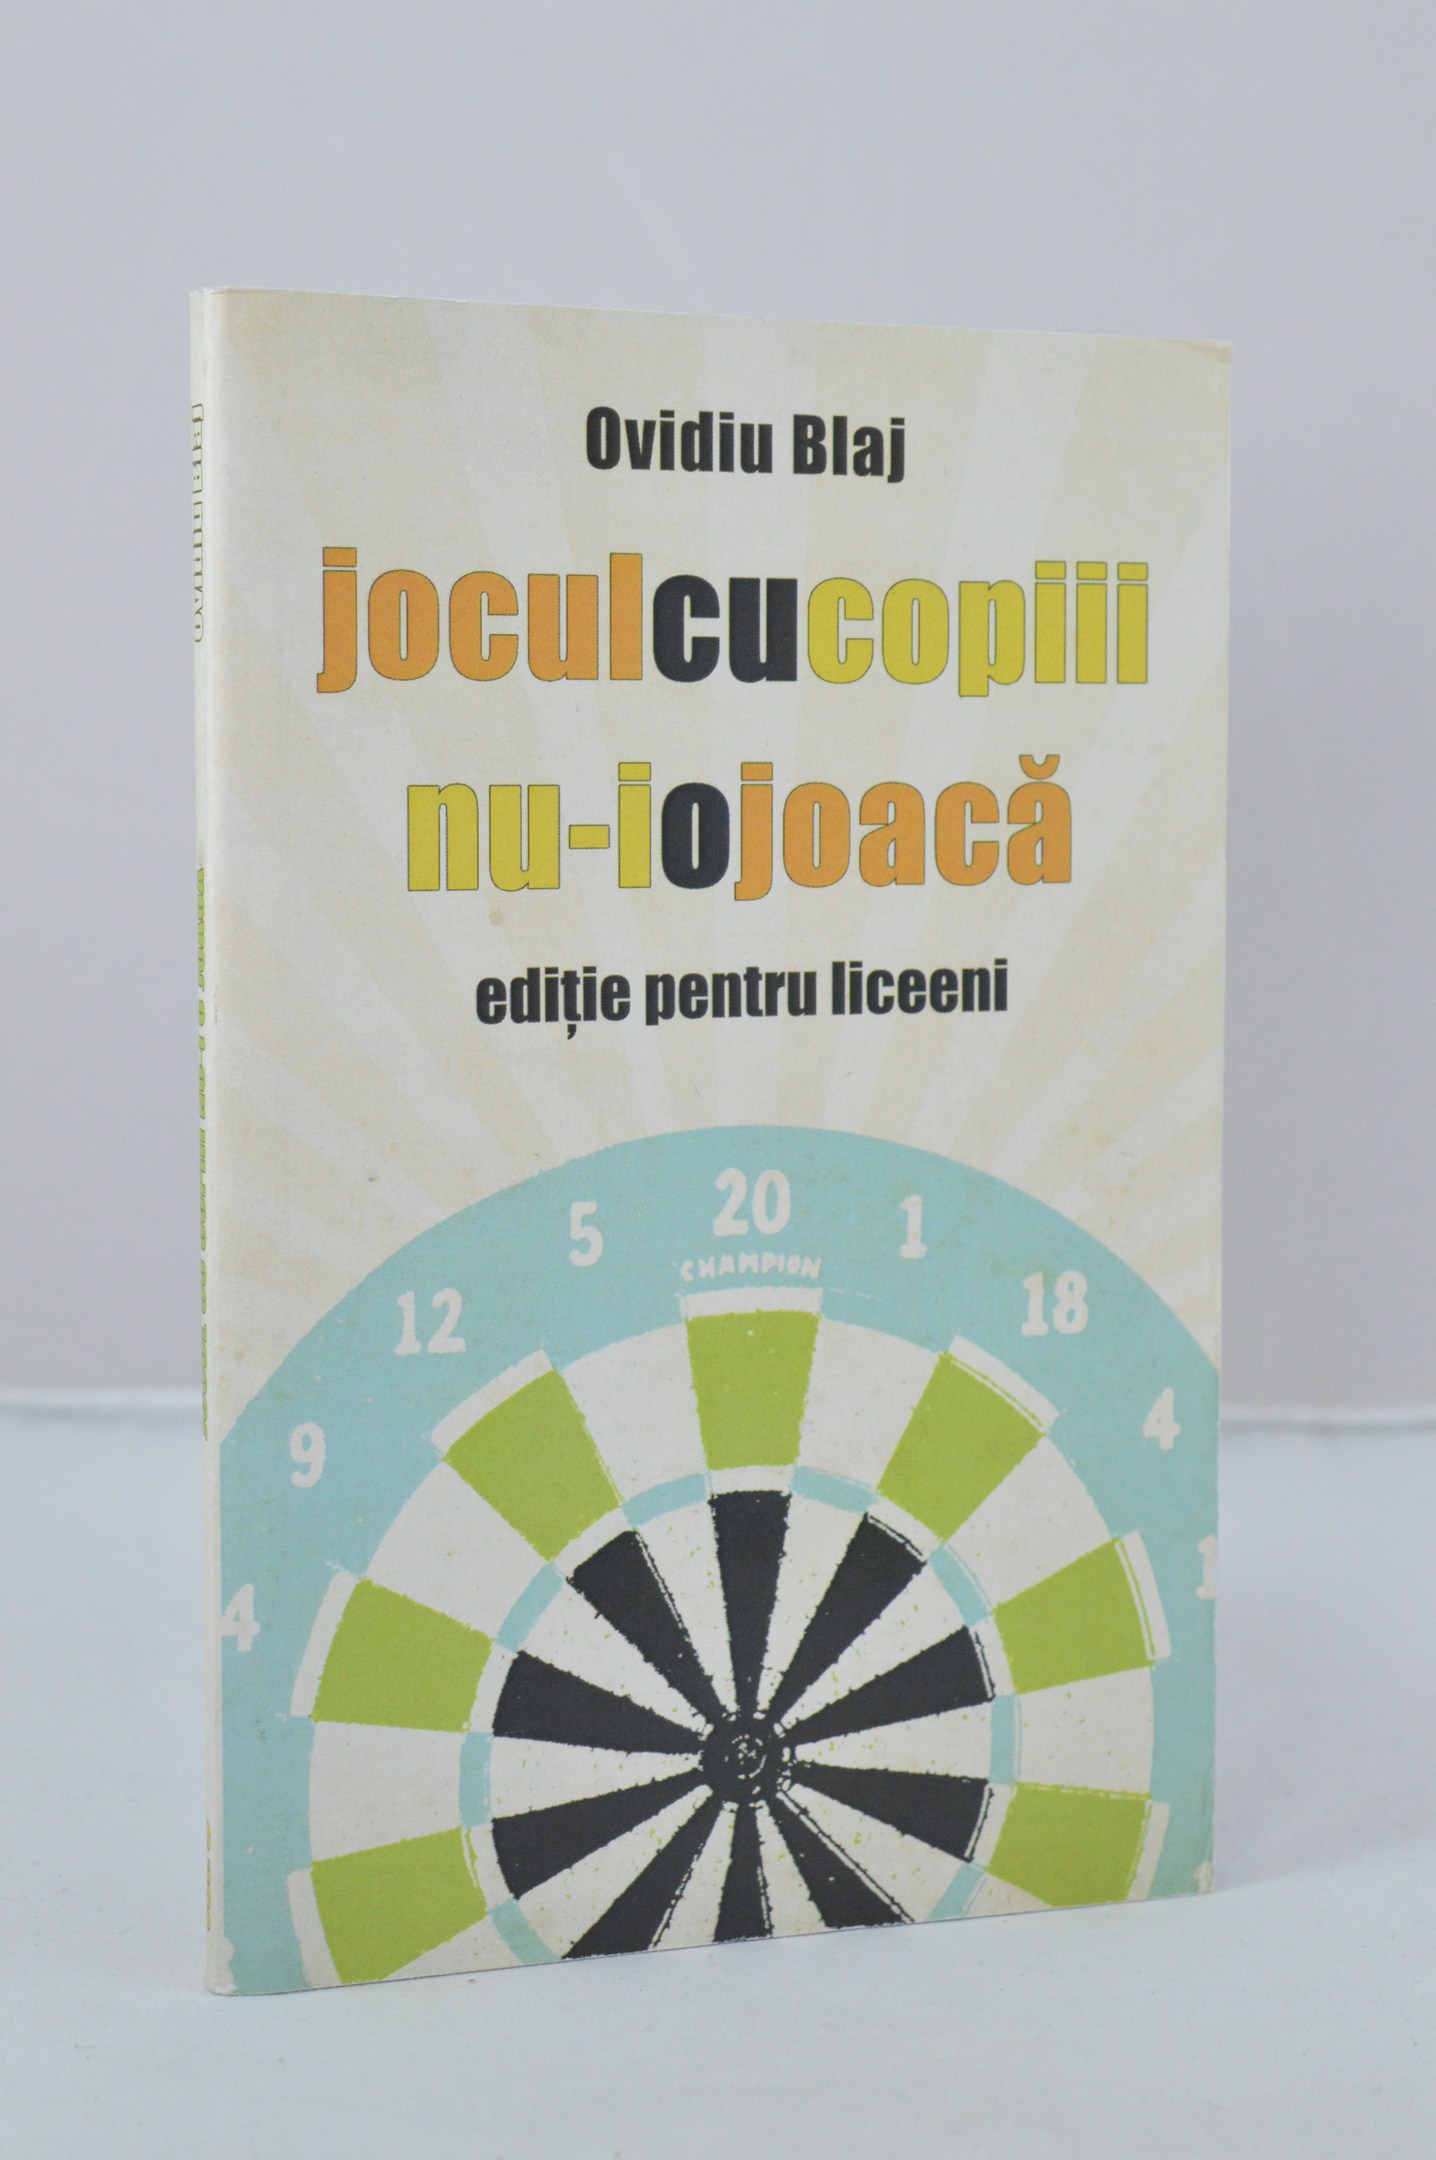 Ovidiu Blaj
joculcucopiii
nu-iojoacă
ediție pentru liceeni
5 20 1
CHAMPION
12 18
9 4
4